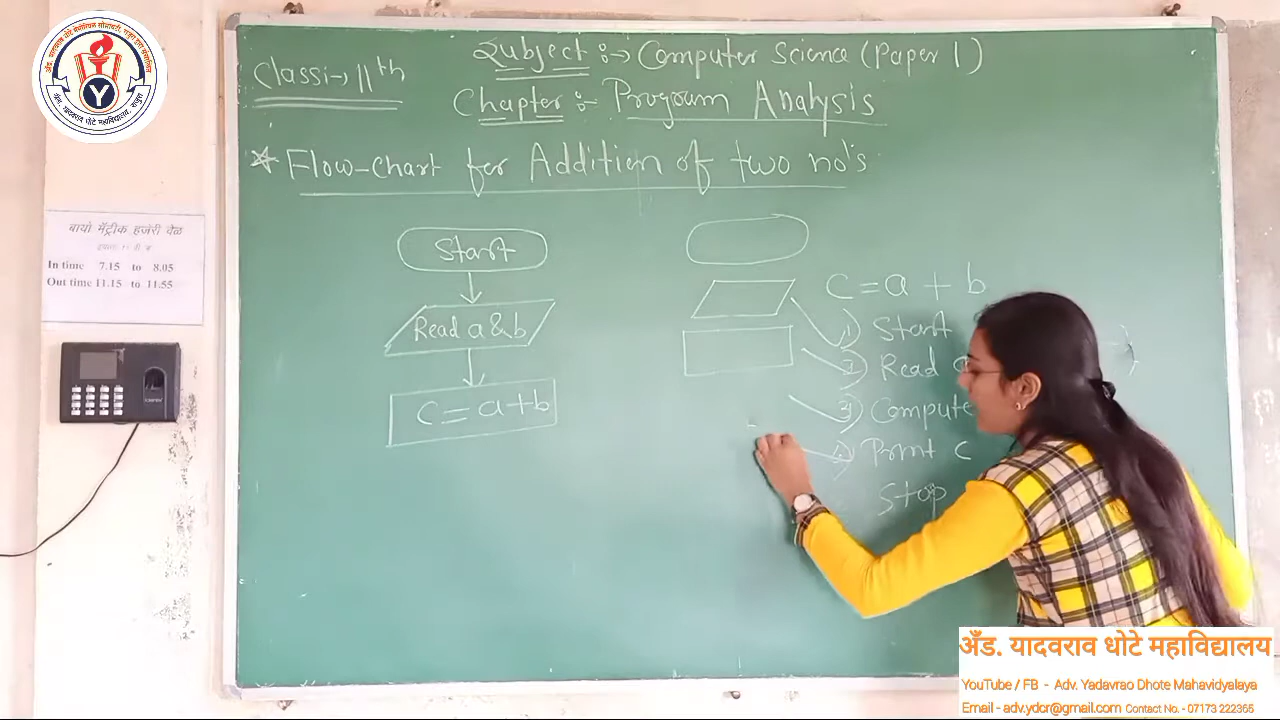 Class:→ 11th
Subject :→ Computer Science (Paper 1)
Chapter :- Program Analysis
* Flow-chart for Addition of two no's
Start
Read a & b
C = a + b
C = a + b
1) Start
2) Read
3) Compute
Print C
Stop
Y
बायो मॅट्रीक हजेरी वेळ
In time 7.15 to 8.05
Out time 11.15 to 11.55
अँड. यादवराव धोटे महाविद्यालय
YouTube / FB - Adv. Yadavrao Dhote Mahavidyalaya
Email - adv.ydcr@gmail.com Contact No. - 07173 222365